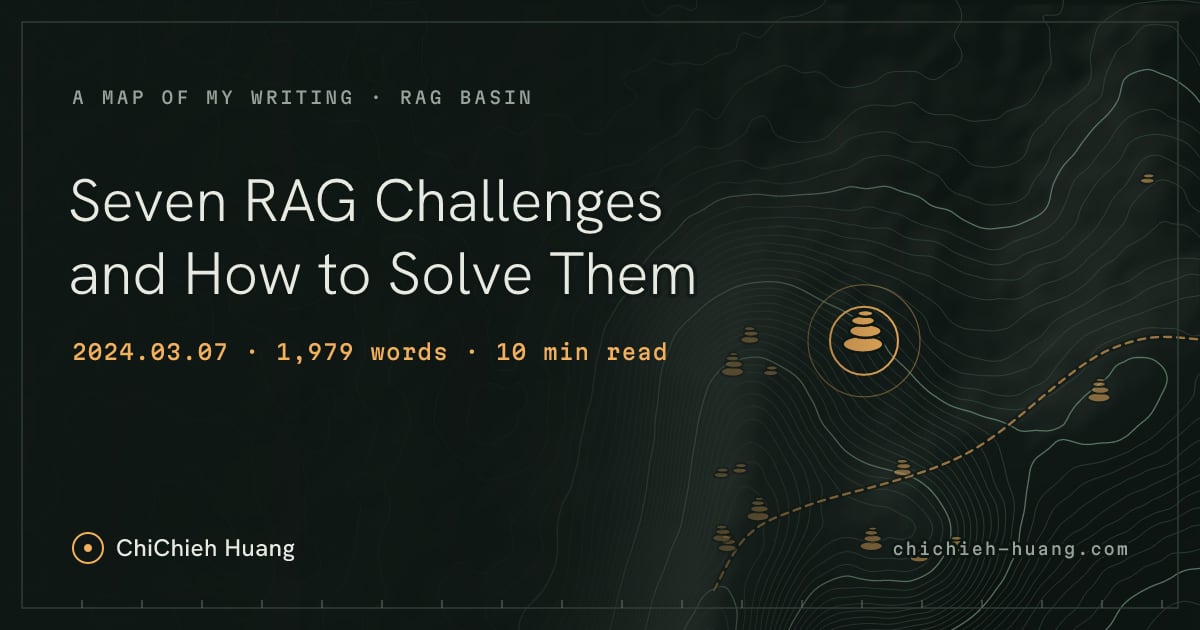 A MAP OF MY WRITING · RAG BASIN
Seven RAG Challenges
and How to Solve Them
2024.03.07 · 1,979 words · 10 min read
ChiChieh Huang
chichieh-huang.com